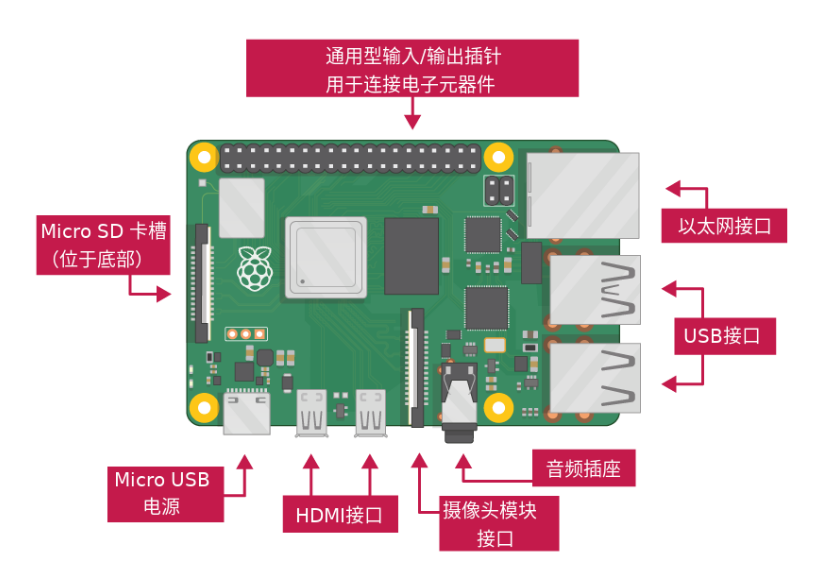 通用型输入/输出插针
用于连接电子元器件
Micro SD 卡槽
（位于底部）
以太网接口
USB接口
音频插座
Micro USB
电源
HDMI接口
摄像头模块
接口